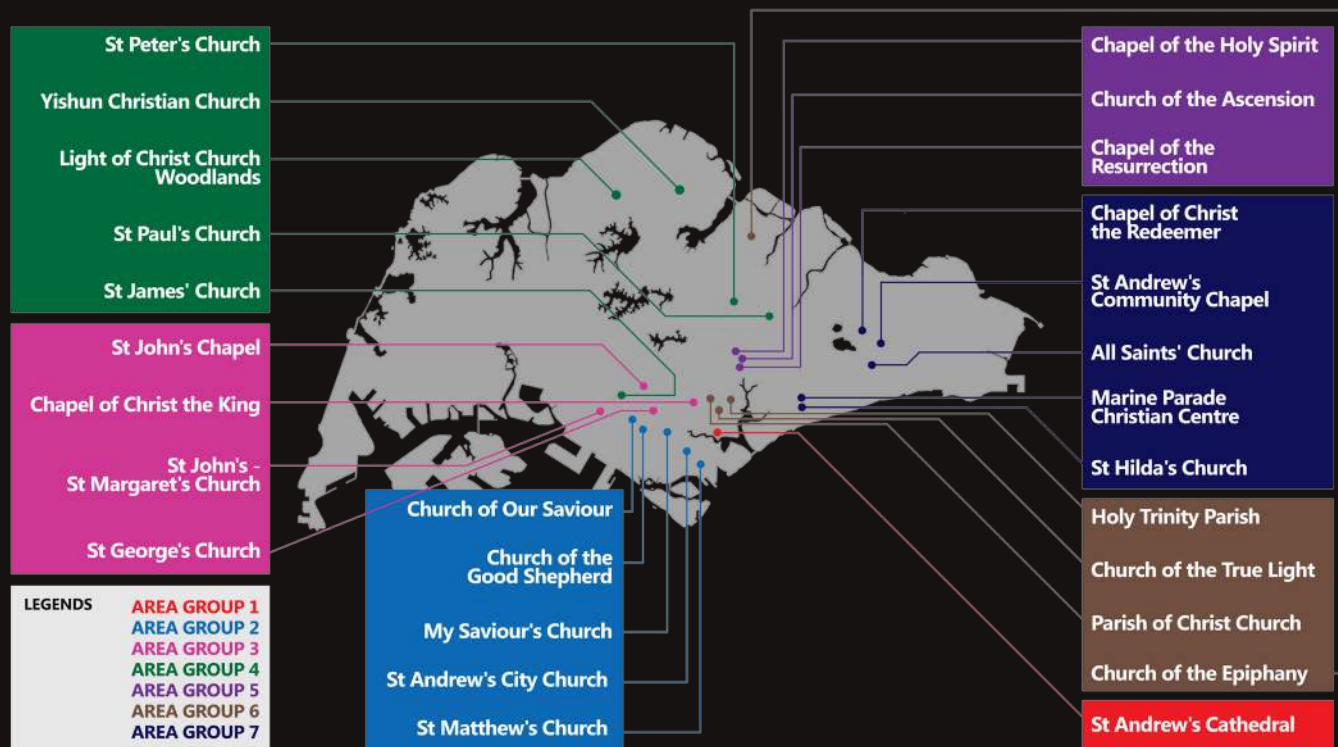 St Peter's Church
Yishun Christian Church
Light of Christ Church
Woodlands
St Paul's Church
St James' Church
St John's Chapel
Chapel of Christ the King
St John's -
St Margaret's Church
St George's Church
LEGENDS
AREA GROUP 1
AREA GROUP 2
AREA GROUP 3
AREA GROUP 4
AREA GROUP 5
AREA GROUP 6
AREA GROUP 7
Church of Our Saviour
Church of the
Good Shepherd
My Saviour's Church
St Andrew's City Church
St Matthew's Church
Chapel of the Holy Spirit
Church of the Ascension
Chapel of the
Resurrection
Chapel of Christ
the Redeemer
St Andrew's
Community Chapel
All Saints' Church
Marine Parade
Christian Centre
St Hilda's Church
Holy Trinity Parish
Church of the True Light
Parish of Christ Church
Church of the Epiphany
St Andrew's Cathedral